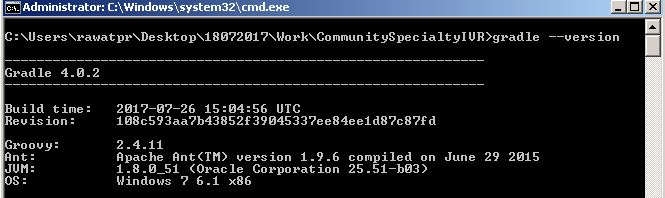 Administrator: C:\Windows\system32\cmd.exe
C:\Users\rawatpr\Desktop\18072017\Work\CommunitySpecialtyIVR>gradle --version
------------------------------------------------------------
Gradle 4.0.2
------------------------------------------------------------
Build time: 2017-07-26 15:04:56 UTC
Revision: 108c593aa7b43852f39045337ee84ee1d87c87fd
Groovy: 2.4.11
Ant: Apache Ant(TM) version 1.9.6 compiled on June 29 2015
JVM: 1.8.0_51 (Oracle Corporation 25.51-b03)
OS: Windows 7 6.1 x86